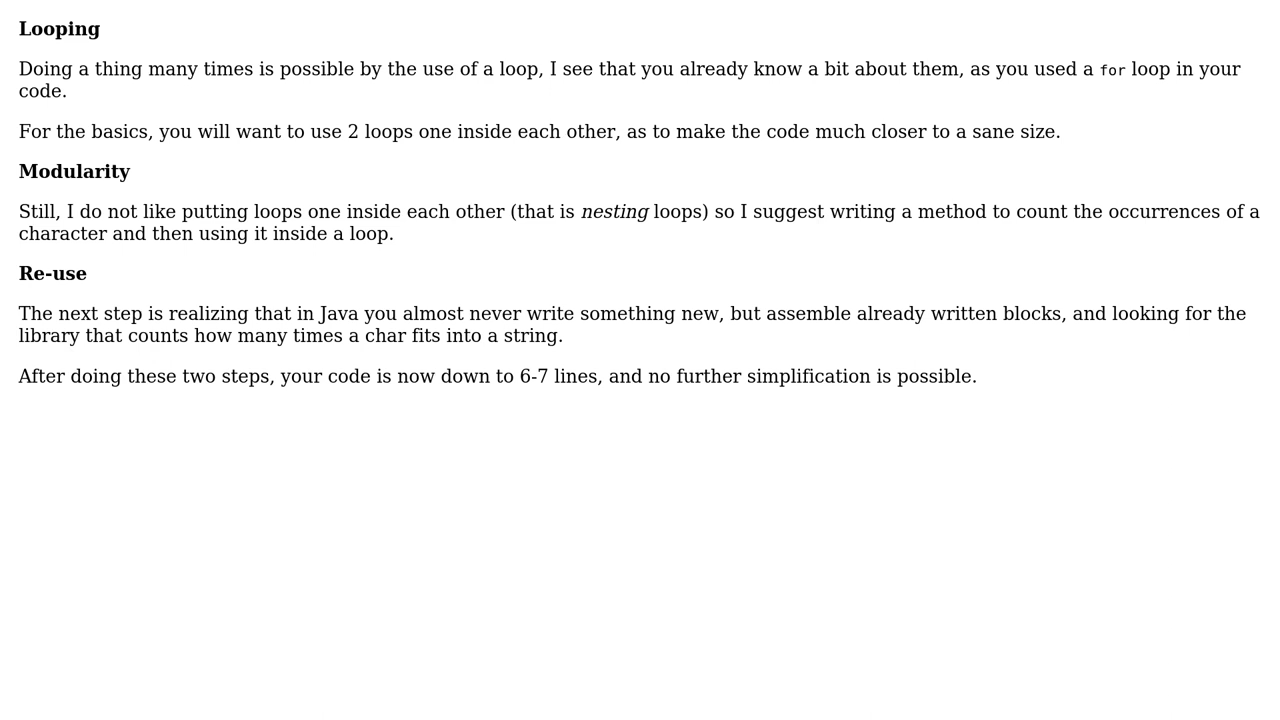 Looping
Doing a thing many times is possible by the use of a loop, I see that you already know a bit about them, as you used a for loop in your
code.
For the basics, you will want to use 2 loops one inside each other, as to make the code much closer to a sane size.
Modularity
Still, I do not like putting loops one inside each other (that is nesting loops) so I suggest writing a method to count the occurrences of a
character and then using it inside a loop.
Re-use
The next step is realizing that in Java you almost never write something new, but assemble already written blocks, and looking for the
library that counts how many times a char fits into a string.
After doing these two steps, your code is now down to 6-7 lines, and no further simplification is possible.